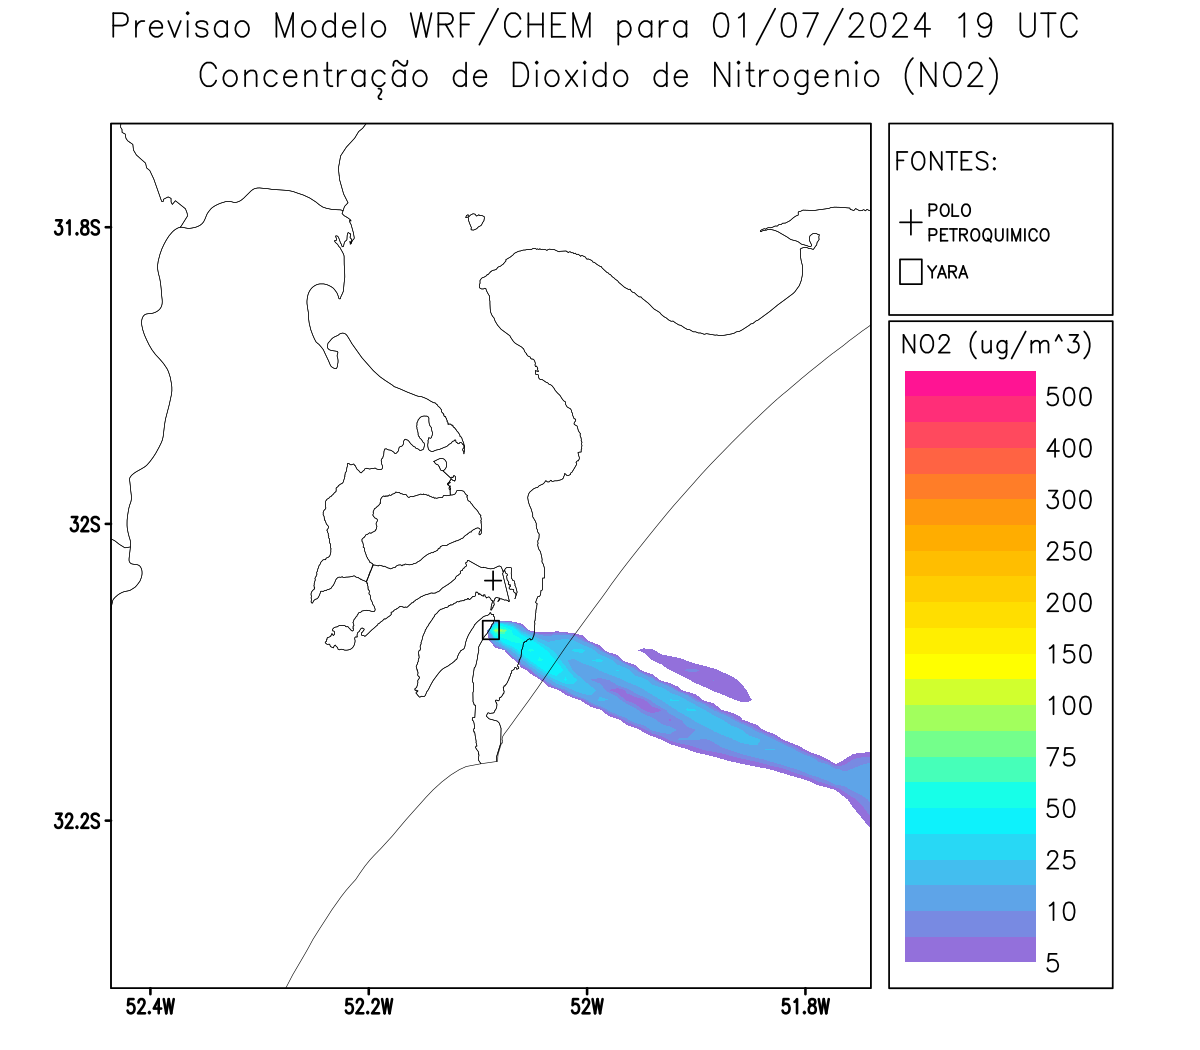 Previsao Modelo WRF/CHEM para 01/07/2024 19 UTC
Concentração de Dioxido de Nitrogenio (NO2)
FONTES:
POLO
PETROQUIMICO
YARA
NO2 (ug/m^3)
500
400
300
250
200
150
100
75
50
25
10
5
31.8S
32S
32.2S
52.4W
52.2W
52W
51.8W